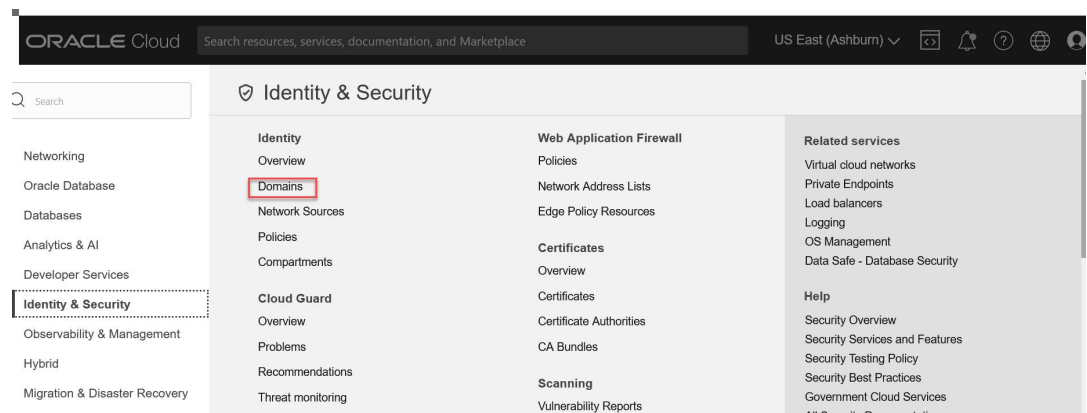 ORACLE Cloud
Search resources, services, documentation, and Marketplace
US East (Ashburn)
Search
Networking
Oracle Database
Databases
Analytics & AI
Developer Services
Identity & Security
Observability & Management
Hybrid
Migration & Disaster Recovery
Identity & Security
Identity
Overview
Domains
Network Sources
Policies
Compartments
Cloud Guard
Overview
Problems
Recommendations
Threat monitoring
Web Application Firewall
Policies
Network Address Lists
Edge Policy Resources
Certificates
Overview
Certificates
Certificate Authorities
CA Bundles
Scanning
Vulnerability Reports
Related services
Virtual cloud networks
Private Endpoints
Load balancers
Logging
OS Management
Data Safe - Database Security
Help
Security Overview
Security Services and Features
Security Testing Policy
Security Best Practices
Government Cloud Services